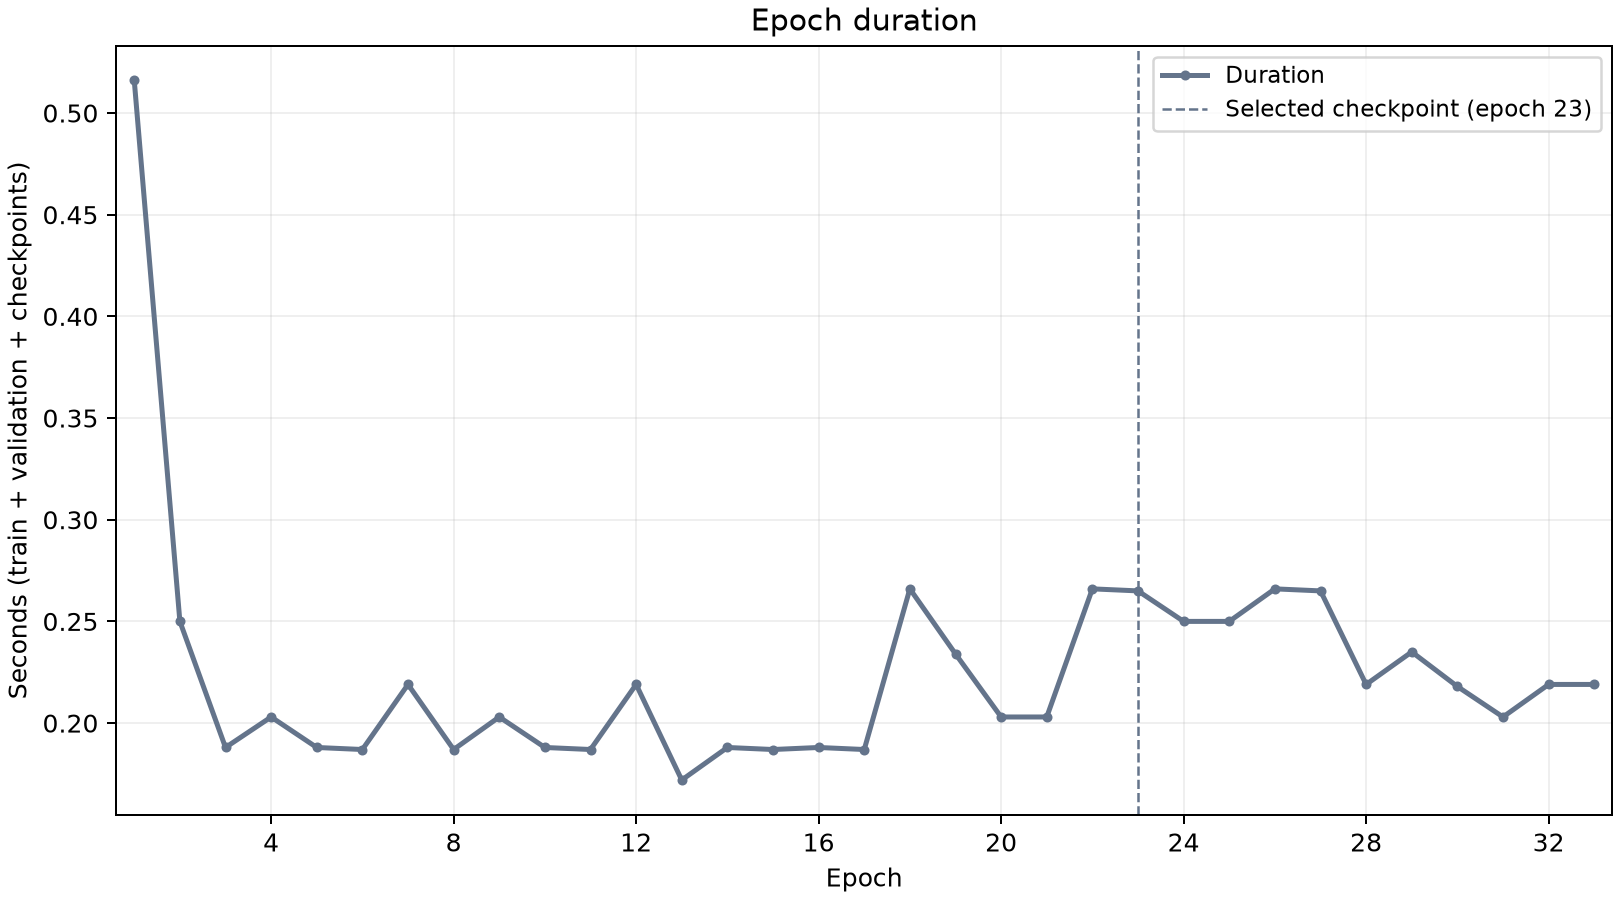 Epoch duration
Duration
Selected checkpoint (epoch 23)
Seconds (train + validation + checkpoints)
0.50
0.45
0.40
0.35
0.30
0.25
0.20
4 8 12 16 20 24 28 32
Epoch